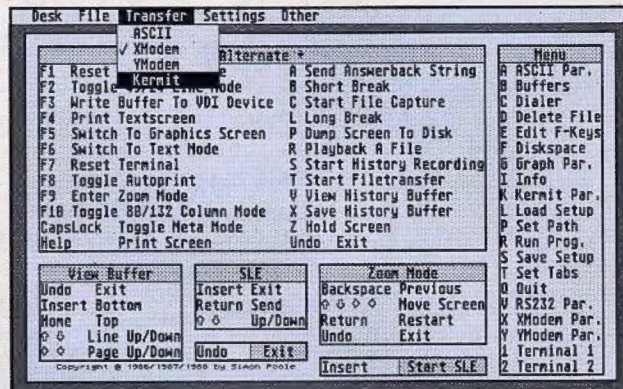 Desk File Transfer Settings Other
ASCII
✓ XModem
YModem
Kermit
Alternate +
F1 Reset
F2 Toggle Line Mode
F3 Write Buffer To VDI Device
F4 Print Textscreen
F5 Switch To Graphics Screen
F6 Switch To Text Mode
F7 Reset Terminal
F8 Toggle Autoprint
F9 Enter Zoom Mode
F10 Toggle 80/132 Column Mode
CapsLock Toggle Meta Mode
Help Print Screen
A Send Answerback String
B Short Break
C Start File Capture
L Long Break
P Dump Screen To Disk
R Playback A File
S Start History Recording
T Start Filetransfer
V View History Buffer
X Save History Buffer
Z Hold Screen
Undo Exit
Menu
A ASCII Par.
B Buffers
C Dialer
D Delete File
E Edit F-Keys
F Diskspace
G Graph Par.
I Info
K Kermit Par.
L Load Setup
P Set Path
R Run Prog.
S Save Setup
T Set Tabs
Q Quit
V RS232 Par.
X XModem Par.
Y YModem Par.
1 Terminal 1
2 Terminal 2
View Buffer
Undo Exit
Insert Bottom
Home Top
⇧ ⇩ Line Up/Down
⇧ ⇩ Page Up/Down
SLE
Insert Exit
Return Send
⇧ ⇩ Up/Down
Undo Exit
Zoom Mode
Backspace Previous
⇧ ⇩ ⇦ ⇨ Move Screen
Return Restart
Undo Exit
Insert Start SLE
Copyright © 1986/1987/1988 by Simon Poole